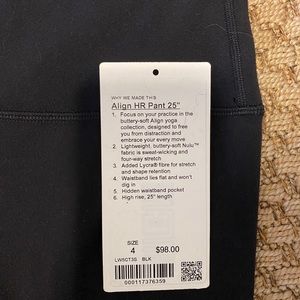 WHY WE MADE THIS
Align HR Pant 25"
1. Focus on your practice in the
buttery-soft Align yoga
collection, designed to free
you from distraction and
embrace your every move
2. Lightweight, buttery-soft Nulu™
fabric is sweat-wicking and
four-way stretch
3. Added Lycra® fibre for stretch
and shape retention
4. Waistband lies flat and won't
dig in
5. Hidden waistband pocket
6. High rise, 25" length
SIZE
4
$98.00
LW5CT3S BLK
000117376359